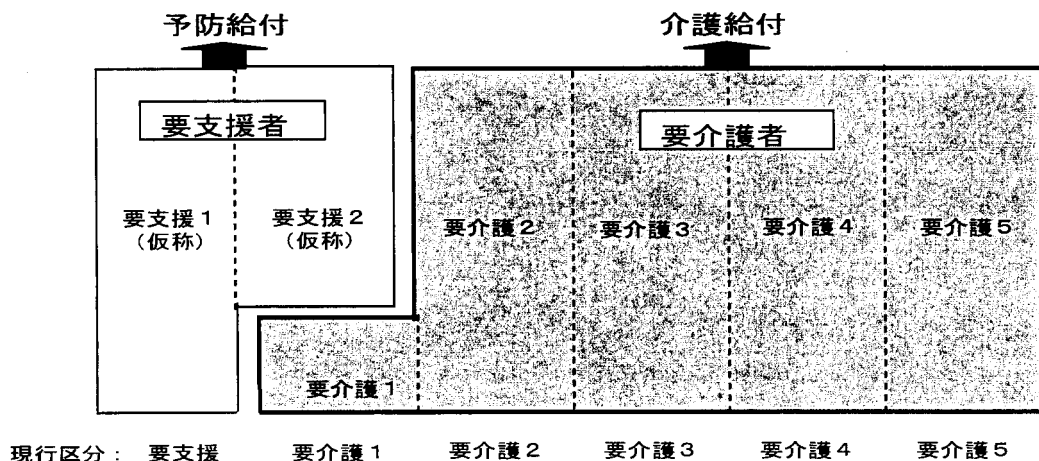 予防給付
介護給付
要支援者
要介護者
要支援1
(仮称)
要支援2
(仮称)
要介護2
要介護3
要介護4
要介護5
要介護1
現行区分: 要支援 要介護1 要介護2 要介護3 要介護4 要介護5